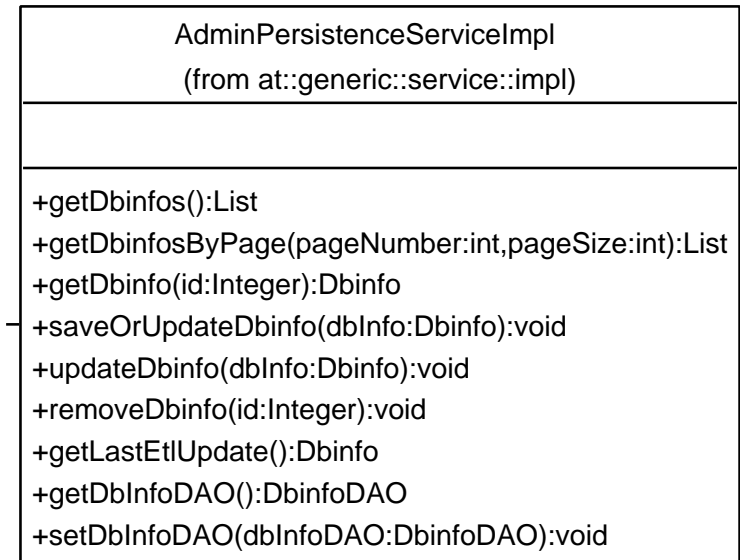 AdminPersistenceServiceImpl
(from at::generic::service::impl)
+getDbinfos():List
+getDbinfosByPage(pageNumber:int,pageSize:int):List
+getDbinfo(id:Integer):Dbinfo
+saveOrUpdateDbinfo(dbInfo:Dbinfo):void
+updateDbinfo(dbInfo:Dbinfo):void
+removeDbinfo(id:Integer):void
+getLastEtlUpdate():Dbinfo
+getDbInfoDAO():DbinfoDAO
+setDbInfoDAO(dbInfoDAO:DbinfoDAO):void